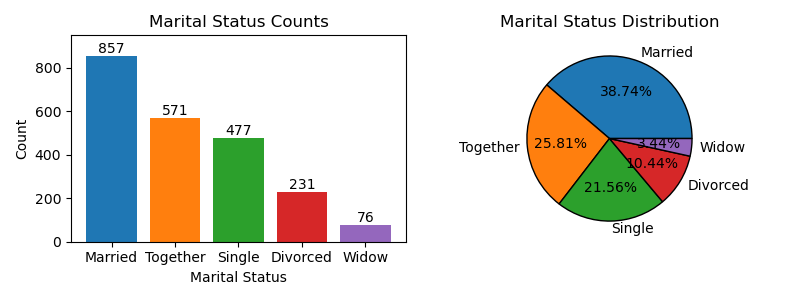 Marital Status Counts
857
571
477
231
76
800
600
400
200
0
Count
Married Together Single Divorced Widow
Marital Status
Marital Status Distribution
Married
38.74%
Together
25.81%
Single
21.56%
Divorced
10.44%
Widow
3.44%